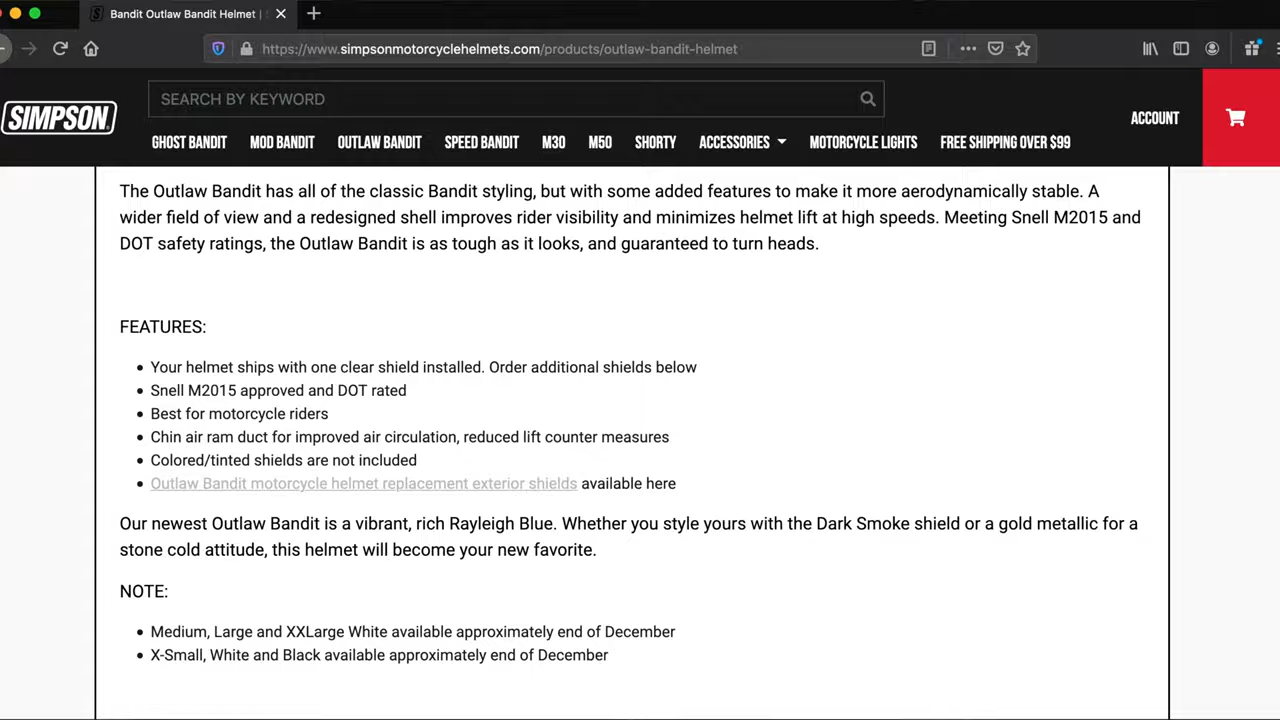 Bandit Outlaw Bandit Helmet |
https://www.simpsonmotorcyclehelmets.com/products/outlaw-bandit-helmet
SIMPSON
SEARCH BY KEYWORD
ACCOUNT
GHOST BANDIT MOD BANDIT OUTLAW BANDIT SPEED BANDIT M30 M50 SHORTY ACCESSORIES MOTORCYCLE LIGHTS FREE SHIPPING OVER $99
The Outlaw Bandit has all of the classic Bandit styling, but with some added features to make it more aerodynamically stable. A
wider field of view and a redesigned shell improves rider visibility and minimizes helmet lift at high speeds. Meeting Snell M2015 and
DOT safety ratings, the Outlaw Bandit is as tough as it looks, and guaranteed to turn heads.
FEATURES:
• Your helmet ships with one clear shield installed. Order additional shields below
• Snell M2015 approved and DOT rated
• Best for motorcycle riders
• Chin air ram duct for improved air circulation, reduced lift counter measures
• Colored/tinted shields are not included
• Outlaw Bandit motorcycle helmet replacement exterior shields available here
Our newest Outlaw Bandit is a vibrant, rich Rayleigh Blue. Whether you style yours with the Dark Smoke shield or a gold metallic for a
stone cold attitude, this helmet will become your new favorite.
NOTE:
• Medium, Large and XXLarge White available approximately end of December
• X-Small, White and Black available approximately end of December